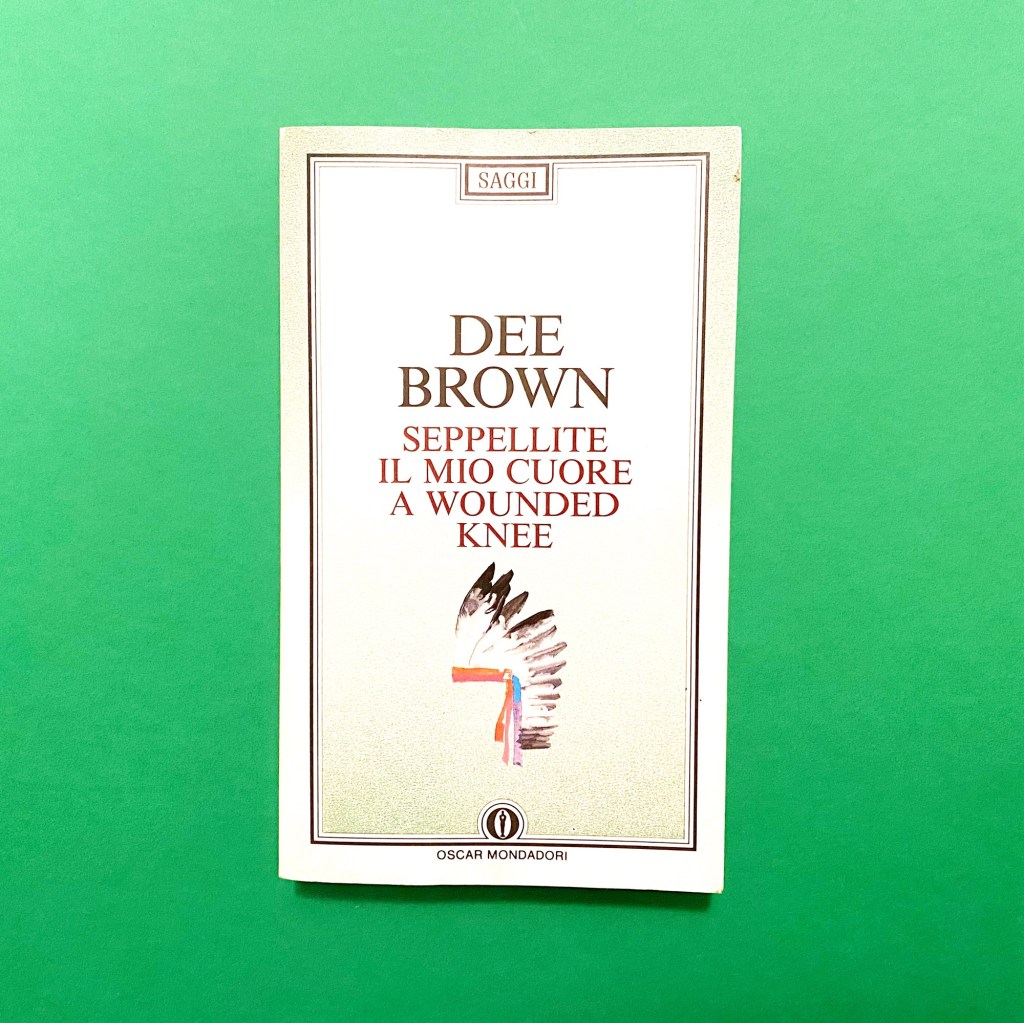 SAGGI
DEE
BROWN
SEPPELLITE
IL MIO CUORE
A WOUNDED
KNEE
OSCAR MONDADORI